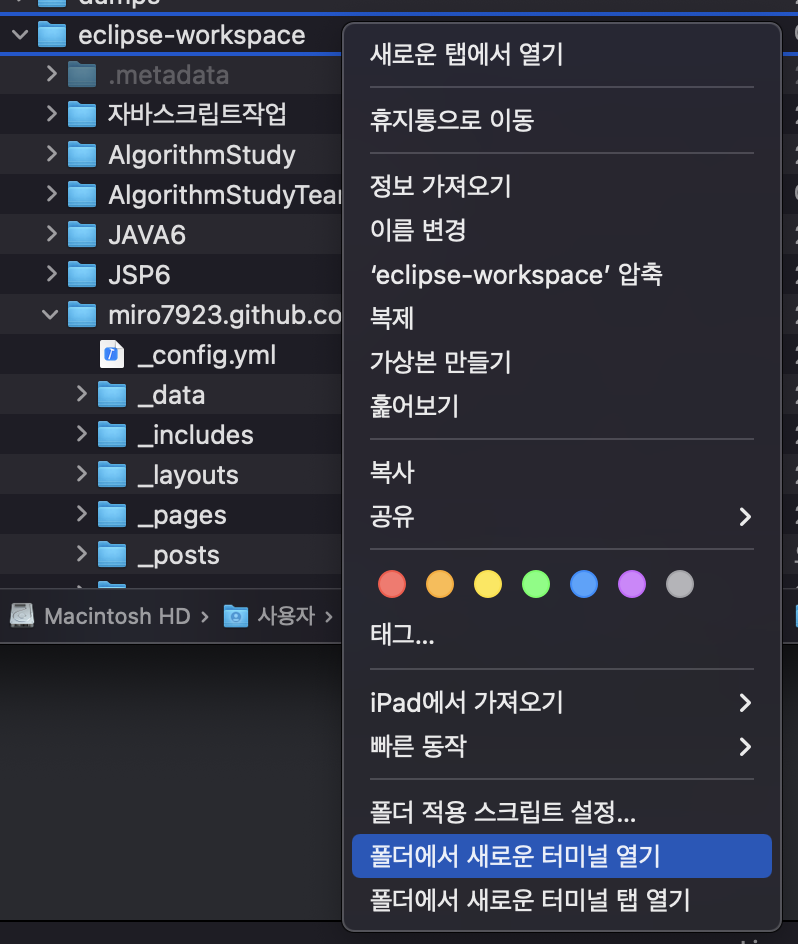 dumps
eclipse-workspace
.metadata
자바스크립트작업
AlgorithmStudy
AlgorithmStudyTear
JAVA6
JSP6
miro7923.github.co
_config.yml
_data
_includes
_layouts
_pages
_posts
Macintosh HD
사용자
새로운 탭에서 열기
휴지통으로 이동
정보 가져오기
이름 변경
‘eclipse-workspace’ 압축
복제
가상본 만들기
훑어보기
복사
공유
태그...
iPad에서 가져오기
빠른 동작
폴더 적용 스크립트 설정...
폴더에서 새로운 터미널 열기
폴더에서 새로운 터미널 탭 열기